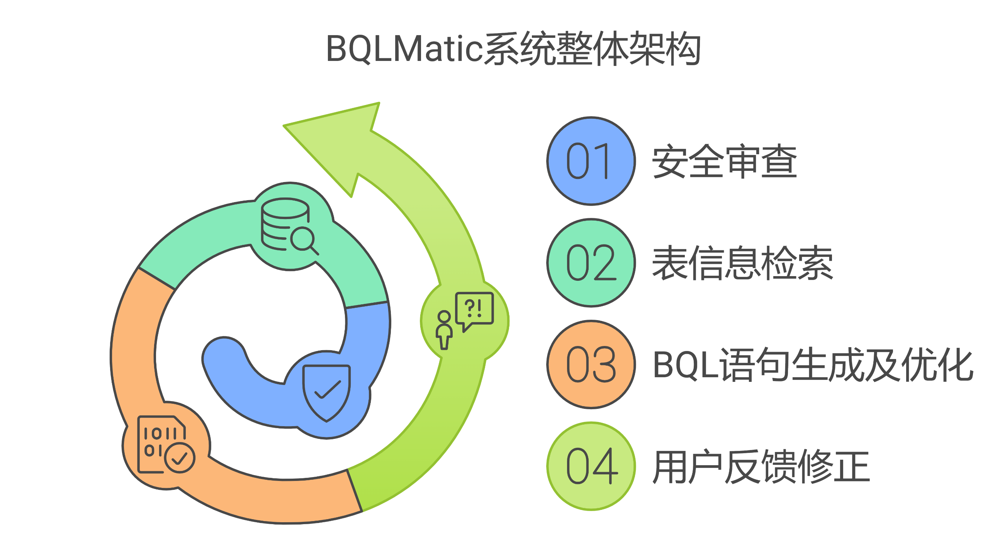 BQLMatic系统整体架构
01 安全审查
02 表信息检索
?!
03 BQL语句生成及优化
1011
01
04 用户反馈修正